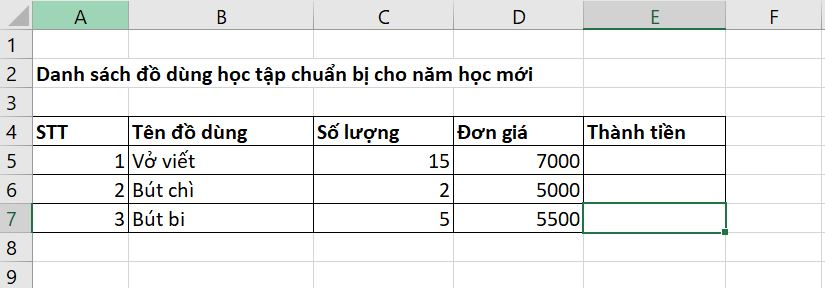 A B C D E F
1
2 Danh sách đồ dùng học tập chuẩn bị cho năm học mới
3
4 STT Tên đồ dùng Số lượng Đơn giá Thành tiền
5 1 Vở viết 15 7000
6 2 Bút chì 2 5000
7 3 Bút bi 5 5500
8
9